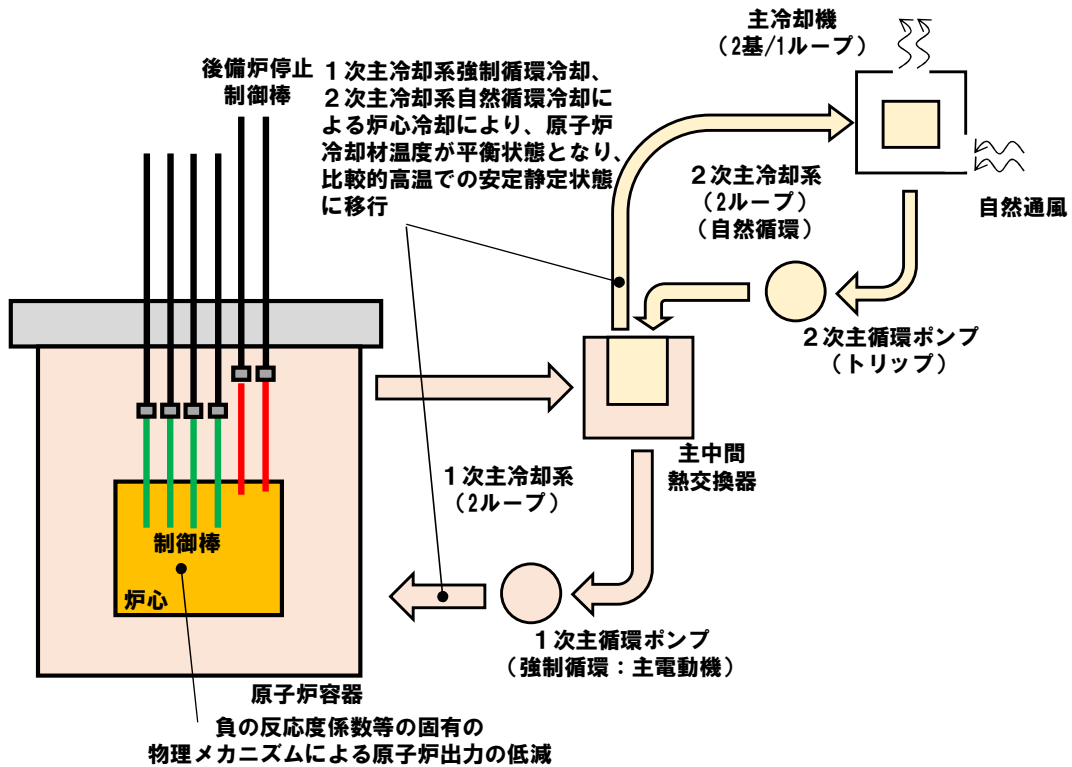 主冷却機
(2基/1ループ)
後備炉停止
制御棒
1次主冷却系強制循環冷却、
2次主冷却系自然循環冷却に
よる炉心冷却により、原子炉
冷却材温度が平衡状態となり、
比較的高温での安定静定状態
に移行
2次主冷却系
(2ループ)
(自然循環)
自然通風
2次主循環ポンプ
(トリップ)
主中間
熱交換器
1次主冷却系
(2ループ)
制御棒
炉心
1次主循環ポンプ
(強制循環:主電動機)
原子炉容器
負の反応度係数等の固有の
物理メカニズムによる原子炉出力の低減